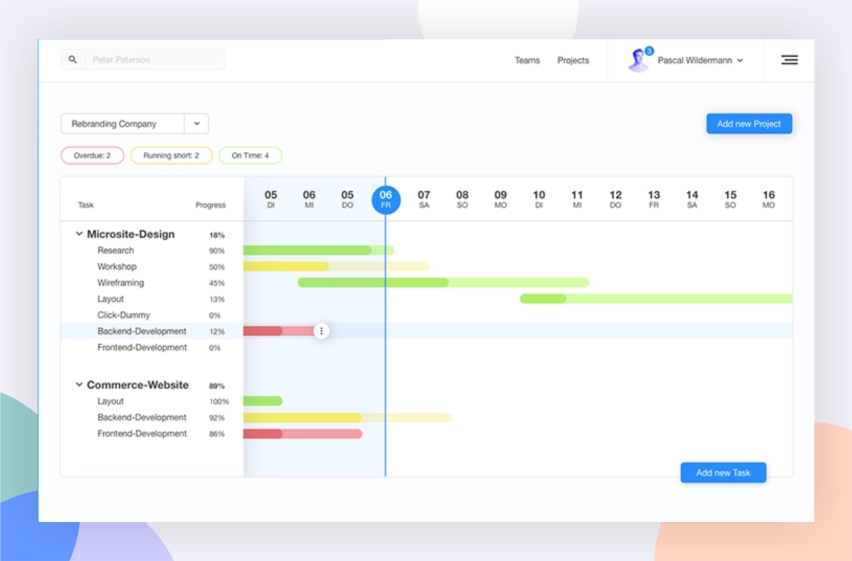 Peter Peterson
Teams Projects
3
Pascal Wildermann
Rebranding Company
Add new Project
Overdue: 2 Running short: 2 On Time: 4
Task Progress
05 06 05 06 07 08 09 10 11 12 13 14 15 16
DI MI DO FR SA SO MO DI MI DO FR SA SO MO
Microsite-Design 18%
Research 90%
Workshop 50%
Wireframing 45%
Layout 13%
Click-Dummy 0%
Backend-Development 12%
Frontend-Development 0%
Commerce-Website 89%
Layout 100%
Backend-Development 92%
Frontend-Development 86%
Add new Task